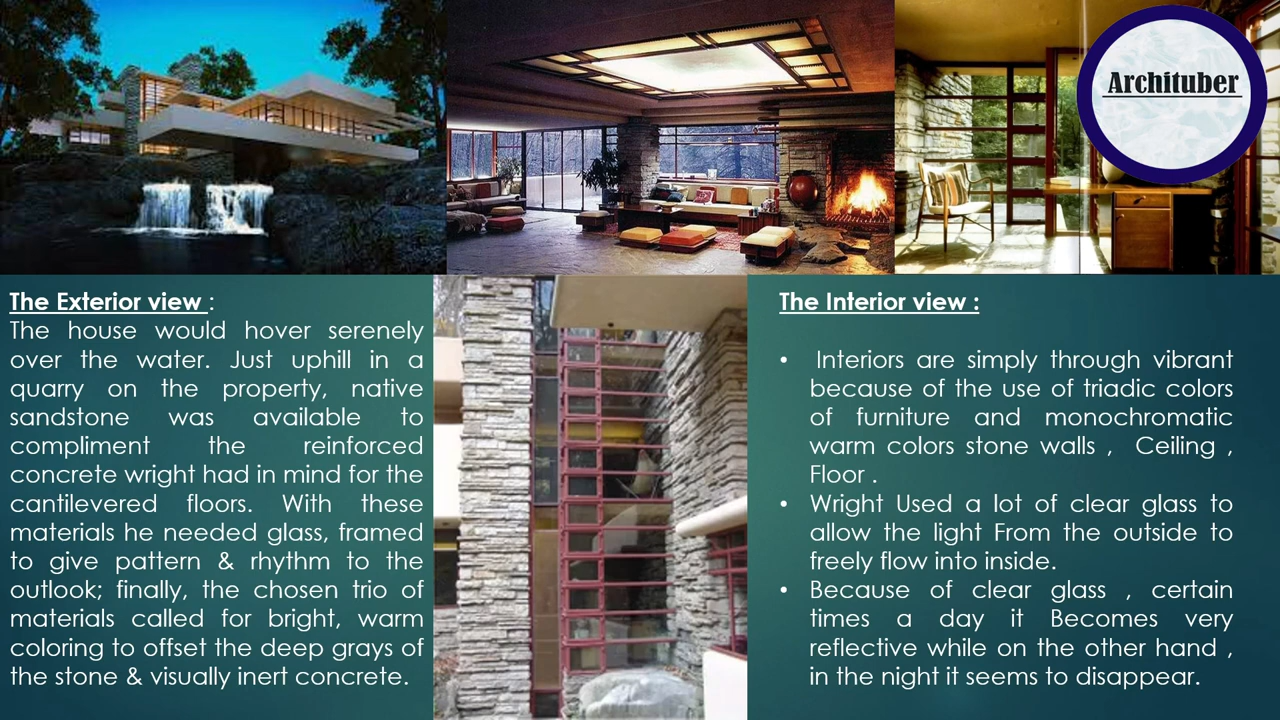 Archituber
The Exterior view :
The house would hover serenely
over the water. Just uphill in a
quarry on the property, native
sandstone was available to
compliment the reinforced
concrete wright had in mind for the
cantilevered floors. With these
materials he needed glass, framed
to give pattern & rhythm to the
outlook; finally, the chosen trio of
materials called for bright, warm
coloring to offset the deep grays of
the stone & visually inert concrete.
The Interior view :
• Interiors are simply through vibrant
because of the use of triadic colors
of furniture and monochromatic
warm colors stone walls , Ceiling ,
Floor .
• Wright Used a lot of clear glass to
allow the light From the outside to
freely flow into inside.
• Because of clear glass , certain
times a day it Becomes very
reflective while on the other hand ,
in the night it seems to disappear.